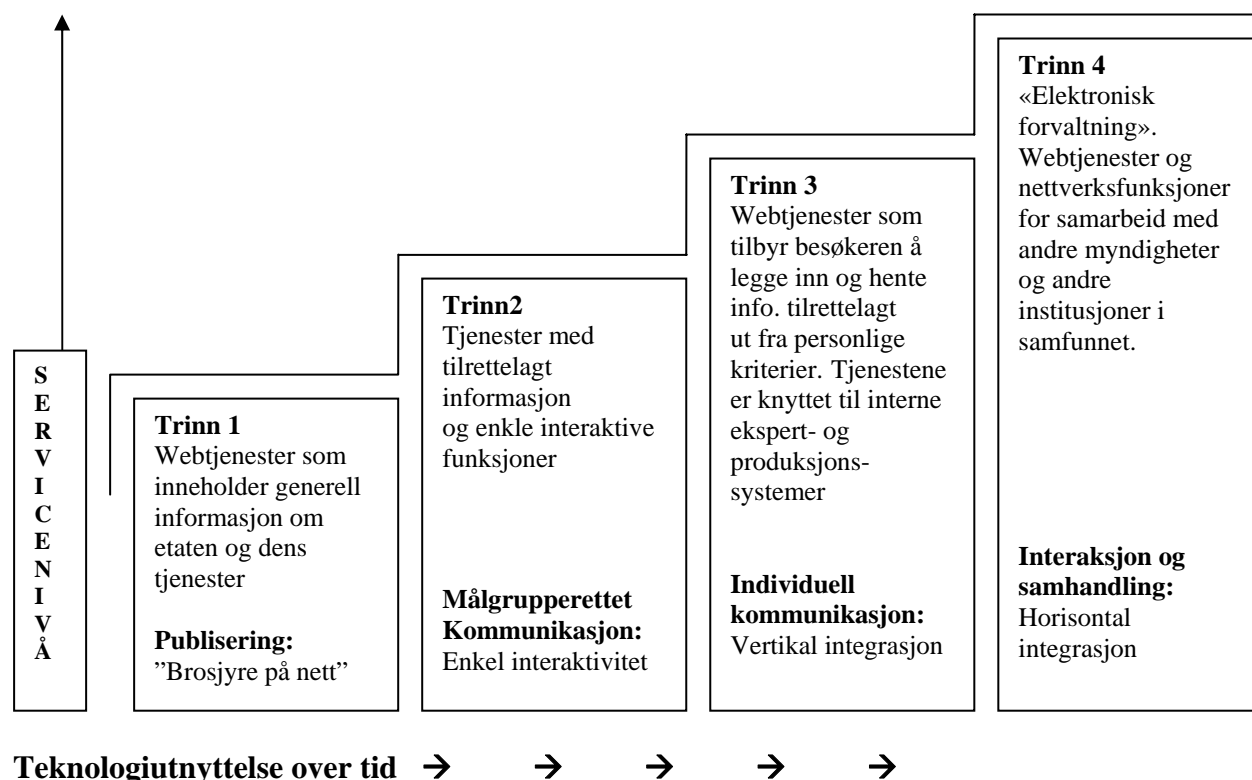 S
E
R
V
I
C
E
N
I
V
Å
Trinn 1
Webtjenester som
inneholder generell
informasjon om
etaten og dens
tjenester
Publisering:
”Brosjyre på nett”
Trinn2
Tjenester med
tilrettelagt
informasjon
og enkle interaktive
funksjoner
Målgrupperettet
Kommunikasjon:
Enkel interaktivitet
Trinn 3
Webtjenester som
tilbyr besøkeren å
legge inn og hente
info. tilrettelagt
ut fra personlige
kriterier. Tjenestene
er knyttet til interne
ekspert- og
produksjons-
systemer
Individuell
kommunikasjon:
Vertikal integrasjon
Trinn 4
«Elektronisk
forvaltning».
Webtjenester og
nettverksfunksjoner
for samarbeid med
andre myndigheter
og andre
institusjoner i
samfunnet.
Interaksjon og
samhandling:
Horisontal
integrasjon
Teknologiutnyttelse over tid → → → → →